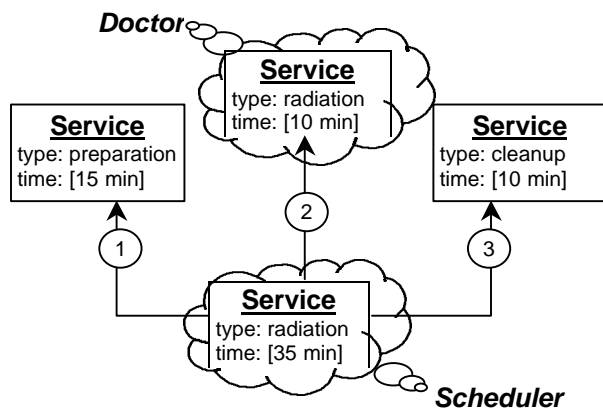 Doctor
Service
type: radiation
time: [10 min]
Service
type: preparation
time: [15 min]
Service
type: cleanup
time: [10 min]
1
2
3
Service
type: radiation
time: [35 min]
Scheduler